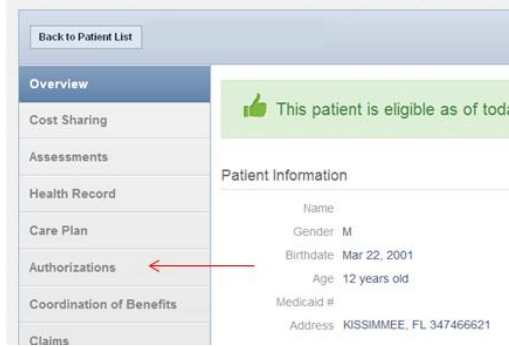 Back to Patient List
Overview
Cost Sharing
Assessments
Health Record
Care Plan
Authorizations
Coordination of Benefits
Claims
This patient is eligible as of toda
Patient Information
Name
Gender M
Birthdate Mar 22, 2001
Age 12 years old
Medicaid #
Address KISSIMMEE, FL 347466621